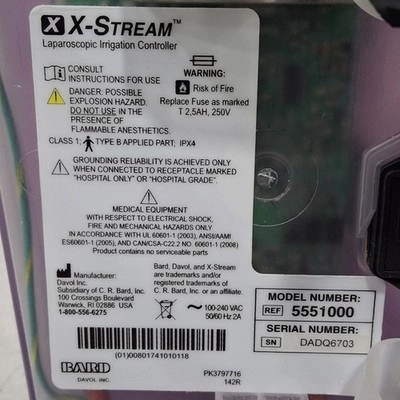 X X-STREAM™
Laparoscopic Irrigation Controller
CONSULT
INSTRUCTIONS FOR USE
DANGER: POSSIBLE
EXPLOSION HAZARD.
DO NOT USE IN THE
PRESENCE OF
FLAMMABLE ANESTHETICS.
WARNING:
Risk of Fire
Replace Fuse as marked
T 2,5AH, 250V
CLASS 1; TYPE B APPLIED PART; IPX4
GROUNDING RELIABILITY IS ACHIEVED ONLY
WHEN CONNECTED TO RECEPTACLE MARKED
"HOSPITAL ONLY" OR "HOSPITAL GRADE".
MEDICAL EQUIPMENT
WITH RESPECT TO ELECTRICAL SHOCK,
FIRE AND MECHANICAL HAZARDS ONLY
IN ACCORDANCE WITH UL 60601-1 (2003), ANSI/AAMI
ES60601-1 (2005), AND CAN/CSA-C22.2 NO. 60601-1 (2008)
Product contains no serviceable parts
Manufacturer:
Davol Inc.
Subsidiary of C. R. Bard, Inc.
100 Crossings Boulevard
Warwick, RI 02886 USA
1-800-556-6275
Bard, Davol, and X-Stream
are trademarks and/or
registered trademarks of
C. R. Bard, Inc. or an affiliate.
100-240 VAC
50/60 Hz 2A
MODEL NUMBER:
REF 5551000
SERIAL NUMBER:
SN DADQ6703
(01)00801741010118
BARD
DAVOL INC.
PK3797716
142R